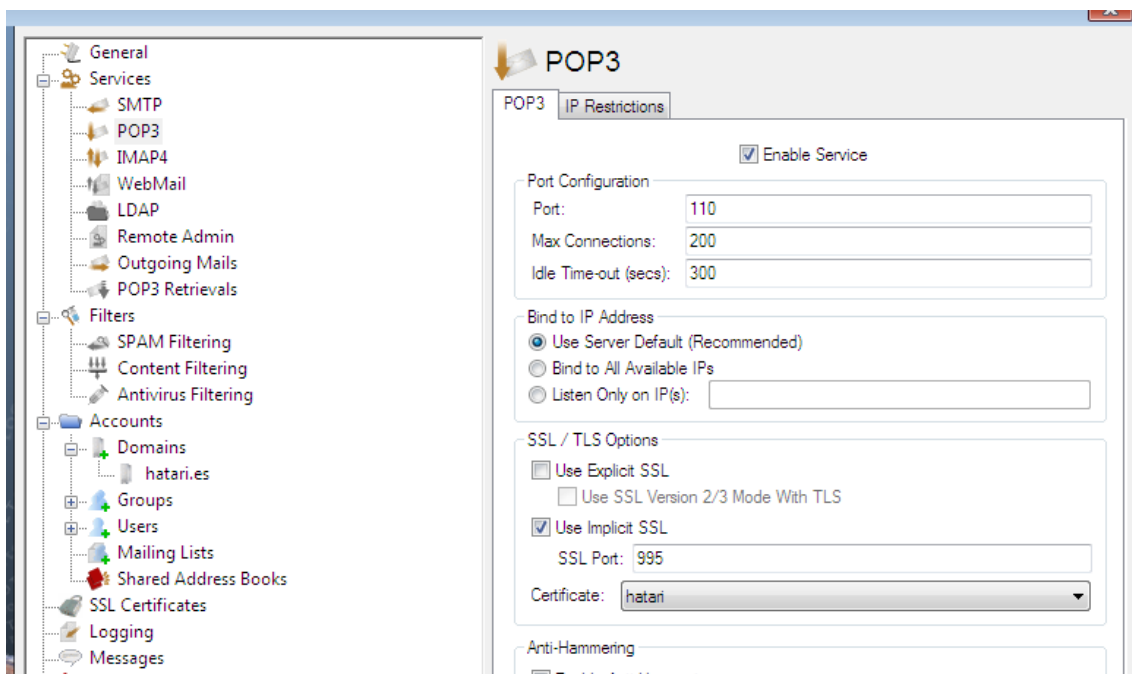 General
Services
SMTP
POP3
IMAP4
WebMail
LDAP
Remote Admin
Outgoing Mails
POP3 Retrievals
Filters
SPAM Filtering
Content Filtering
Antivirus Filtering
Accounts
Domains
hatari.es
Groups
Users
Mailing Lists
Shared Address Books
SSL Certificates
Logging
Messages
POP3
POP3 IP Restrictions
Enable Service
Port Configuration
Port: 110
Max Connections: 200
Idle Time-out (secs): 300
Bind to IP Address
Use Server Default (Recommended)
Bind to All Available IPs
Listen Only on IP(s):
SSL / TLS Options
Use Explicit SSL
Use SSL Version 2/3 Mode With TLS
Use Implicit SSL
SSL Port: 995
Certificate: hatari
Anti-Hammering